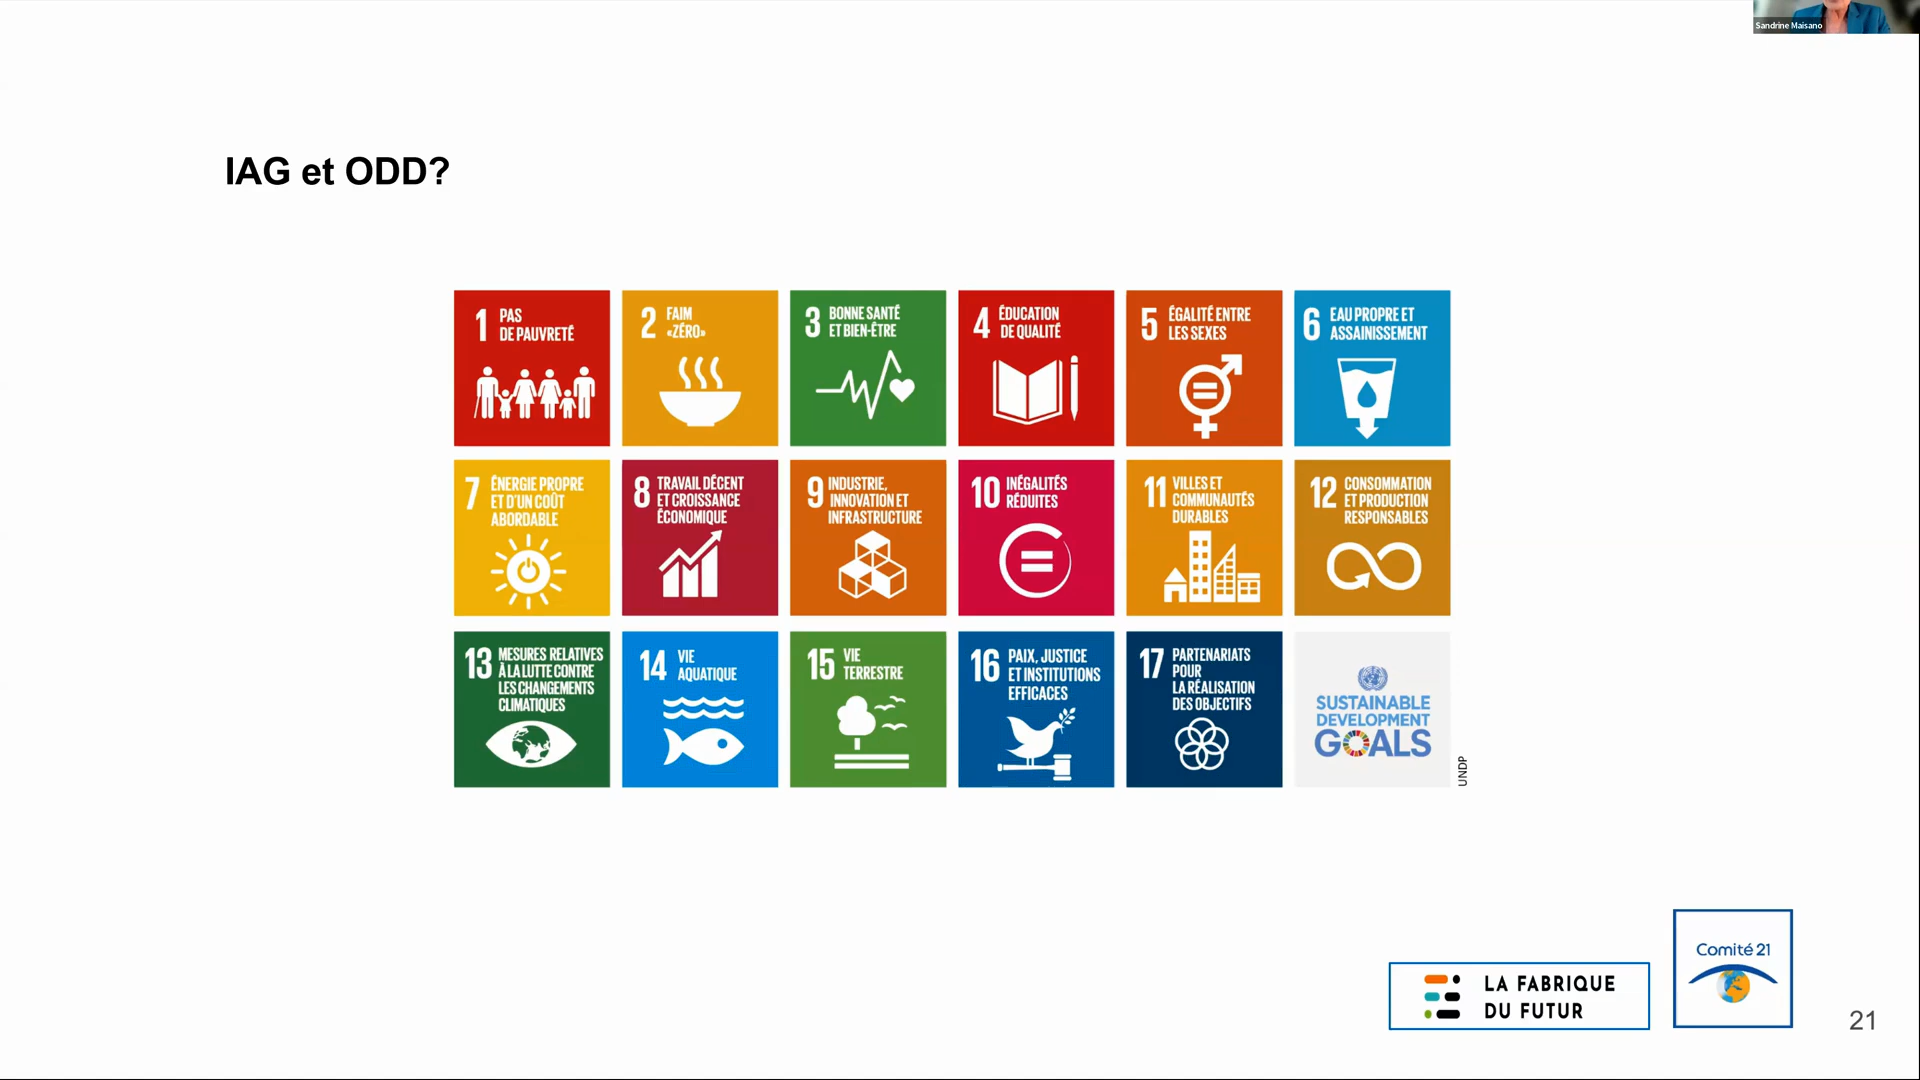 Sandrine Maisano
IAG et ODD?
1 PAS
DE PAUVRETÉ
2 FAIM
«ZÉRO»
3 BONNE SANTÉ
ET BIEN-ÊTRE
4 ÉDUCATION
DE QUALITÉ
5 ÉGALITÉ ENTRE
LES SEXES
6 EAU PROPRE ET
ASSAINISSEMENT
7 ÉNERGIE PROPRE
ET D'UN COÛT
ABORDABLE
8 TRAVAIL DÉCENT
ET CROISSANCE
ÉCONOMIQUE
9 INDUSTRIE,
INNOVATION ET
INFRASTRUCTURE
10 INÉGALITÉS
RÉDUITES
11 VILLES ET
COMMUNAUTÉS
DURABLES
12 CONSOMMATION
ET PRODUCTION
RESPONSABLES
13 MESURES RELATIVES
À LA LUTTE CONTRE
LES CHANGEMENTS
CLIMATIQUES
14 VIE
AQUATIQUE
15 VIE
TERRESTRE
16 PAIX, JUSTICE
ET INSTITUTIONS
EFFICACES
17 PARTENARIATS
POUR
LA RÉALISATION
DES OBJECTIFS
SUSTAINABLE
DEVELOPMENT
GOALS
UNDP
LA FABRIQUE
DU FUTUR
Comité 21
21